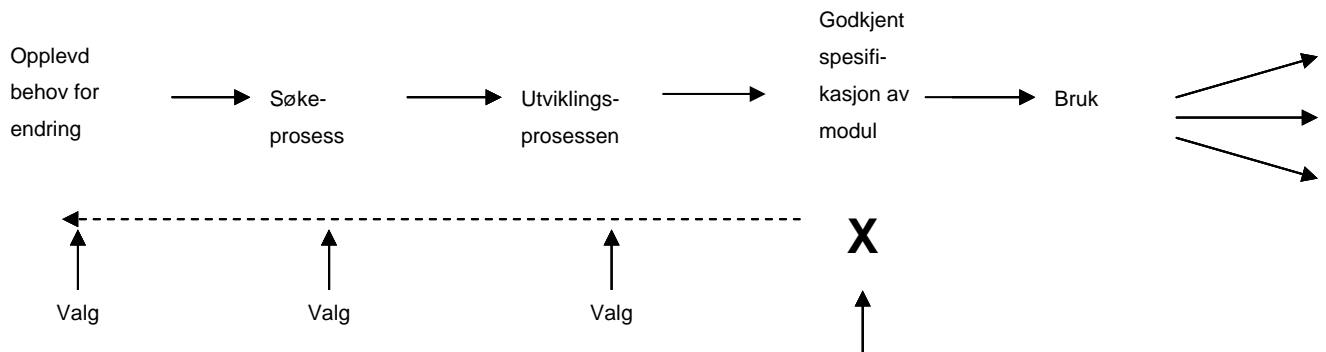 Opplevd
behov for
endring
Søke-
prosess
Utviklings-
prosessen
Godkjent
spesifi-
kasjon av
modul
Bruk
X
Valg
Valg
Valg